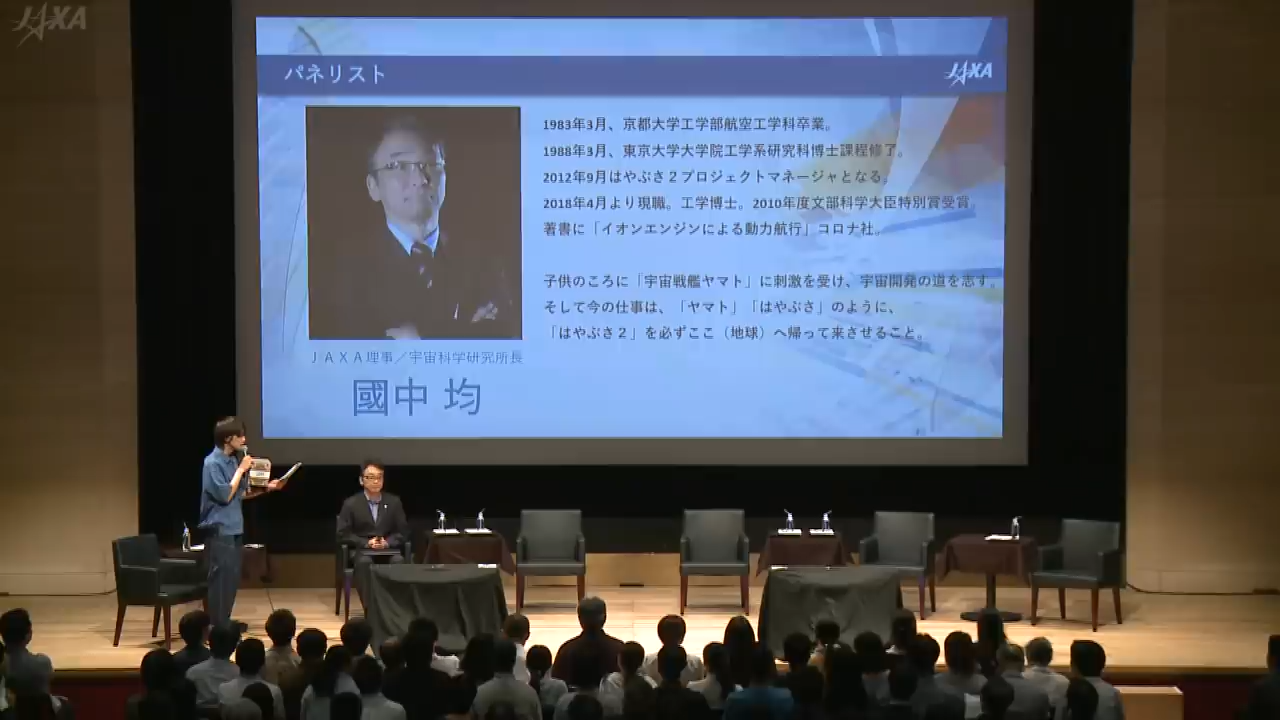 JAXA
パネリスト
JAXA
1983年3月、京都大学工学部航空工学科卒業。
1988年3月、東京大学大学院工学系研究科博士課程修了。
2012年9月はやぶさ２プロジェクトマネージャとなる。
2018年4月より現職。工学博士。2010年度文部科学大臣特別賞受賞。
著書に「イオンエンジンによる動力航行」コロナ社。
子供のころに「宇宙戦艦ヤマト」に刺激を受け、宇宙開発の道を志す。
そして今の仕事は、「ヤマト」「はやぶさ」のように、
「はやぶさ２」を必ずここ（地球）へ帰って来させること。
ＪＡＸＡ理事／宇宙科学研究所長
國中 均